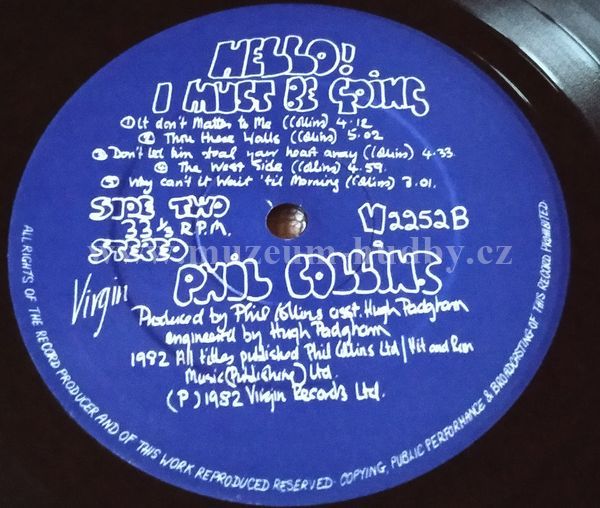 HELLO!
I MUST BE GOING
① It don't Matter to Me (Collins) 4.12
② Thru these Walls (Collins) 5.02
③ Don't let him steal your heart away (Collins) 4.33
④ The West Side (Collins) 4.59
⑤ Why can't it Wait 'til Morning (Collins) 3.01.
SIDE TWO
33 1/3 R.P.M.
STEREO
V2252B
www.muzeum-hudby.cz
PHIL COLLINS
Virgin
Produced by Phil Collins asst. Hugh Padgham
engineered by Hugh Padgham
1982 All titles published Phil Collins Ltd/Hit and Run
Music (Publishing) Ltd.
(P) 1982 Virgin Records Ltd.
ALL RIGHTS OF THE RECORD PRODUCER AND OF THIS WORK REPRODUCED RESERVED · COPYING, PUBLIC PERFORMANCE & BROADCASTING OF THIS RECORD PROHIBITED